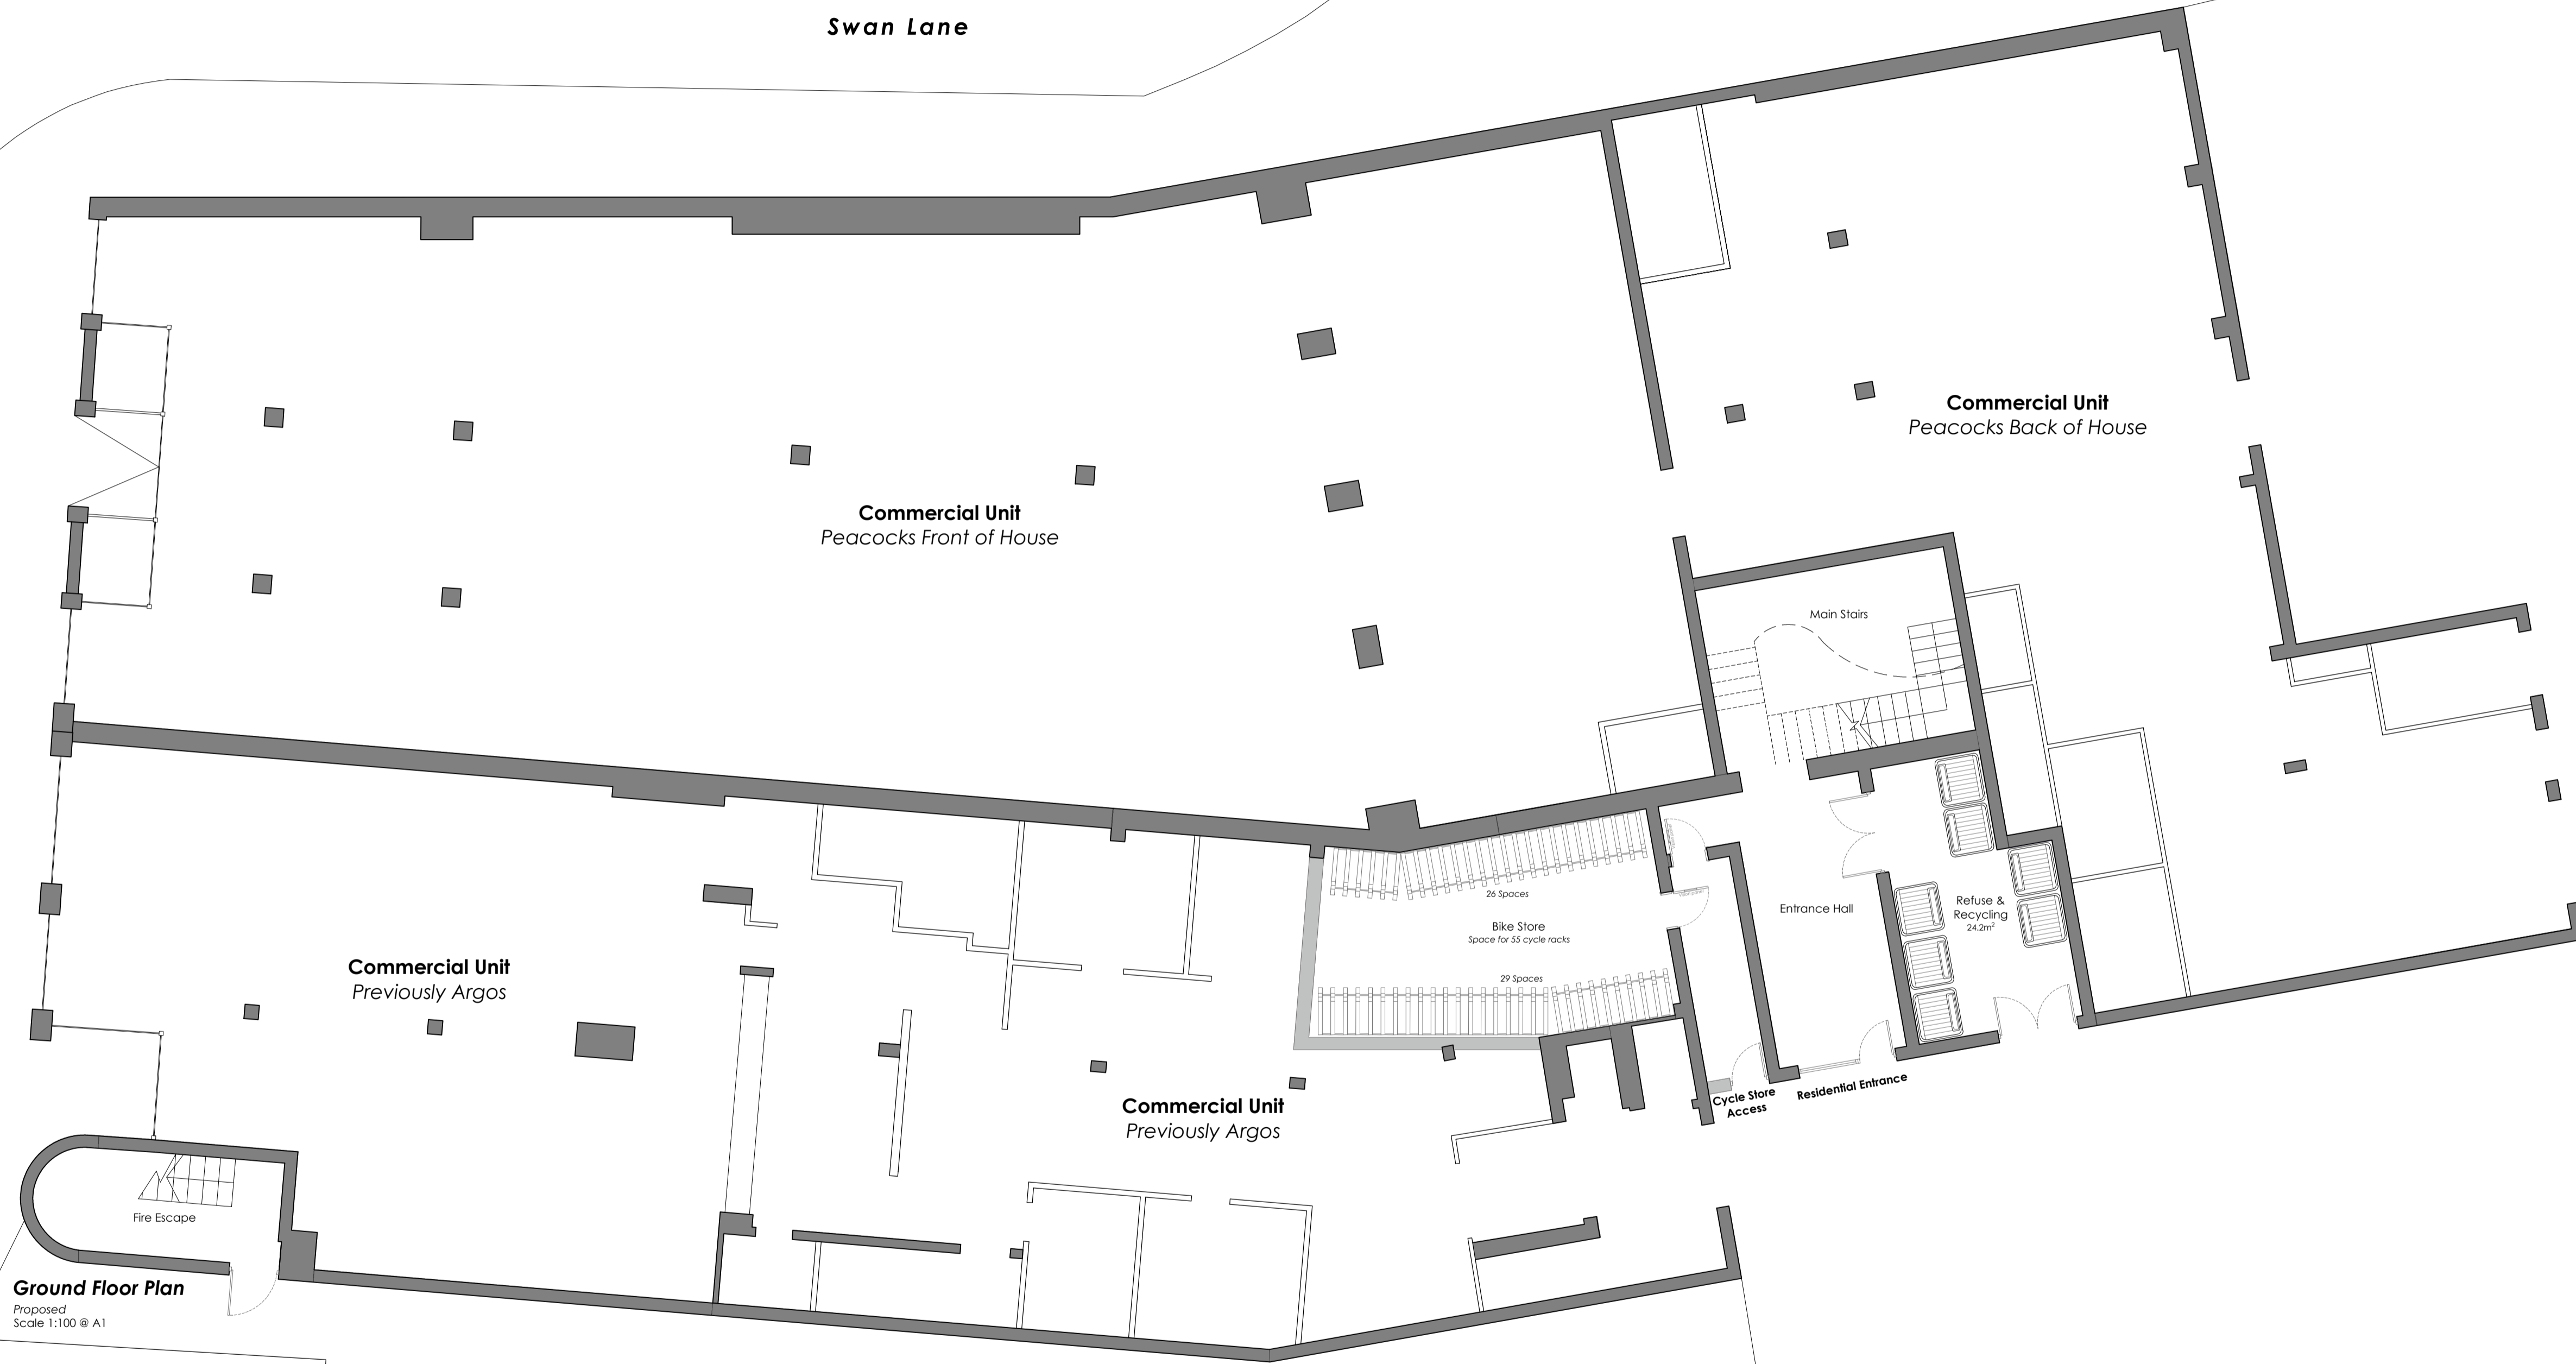 Swan Lane
Commercial Unit
Peacocks Back of House
Commercial Unit
Peacocks Front of House
Main Stairs
26 Spaces
Bike Store
Space for 55 cycle racks
29 Spaces
Entrance Hall
Refuse &
Recycling
24.2m²
Commercial Unit
Previously Argos
Commercial Unit
Previously Argos
Cycle Store
Access
Residential Entrance
Fire Escape
Ground Floor Plan
Proposed
Scale 1:100 @ A1